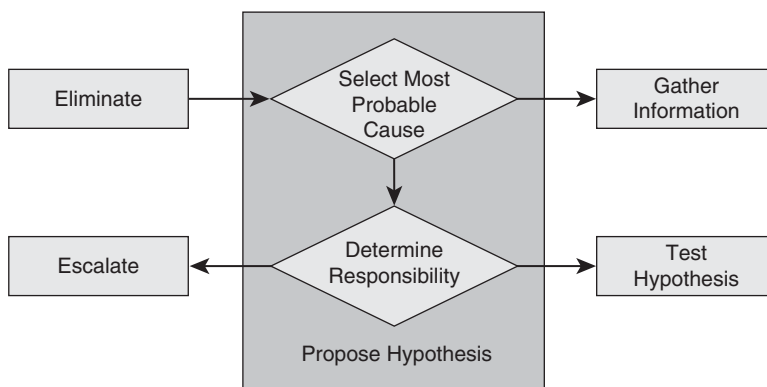 Eliminate
Select Most
Probable
Cause
Gather
Information
Escalate
Determine
Responsibility
Test
Hypothesis
Propose Hypothesis